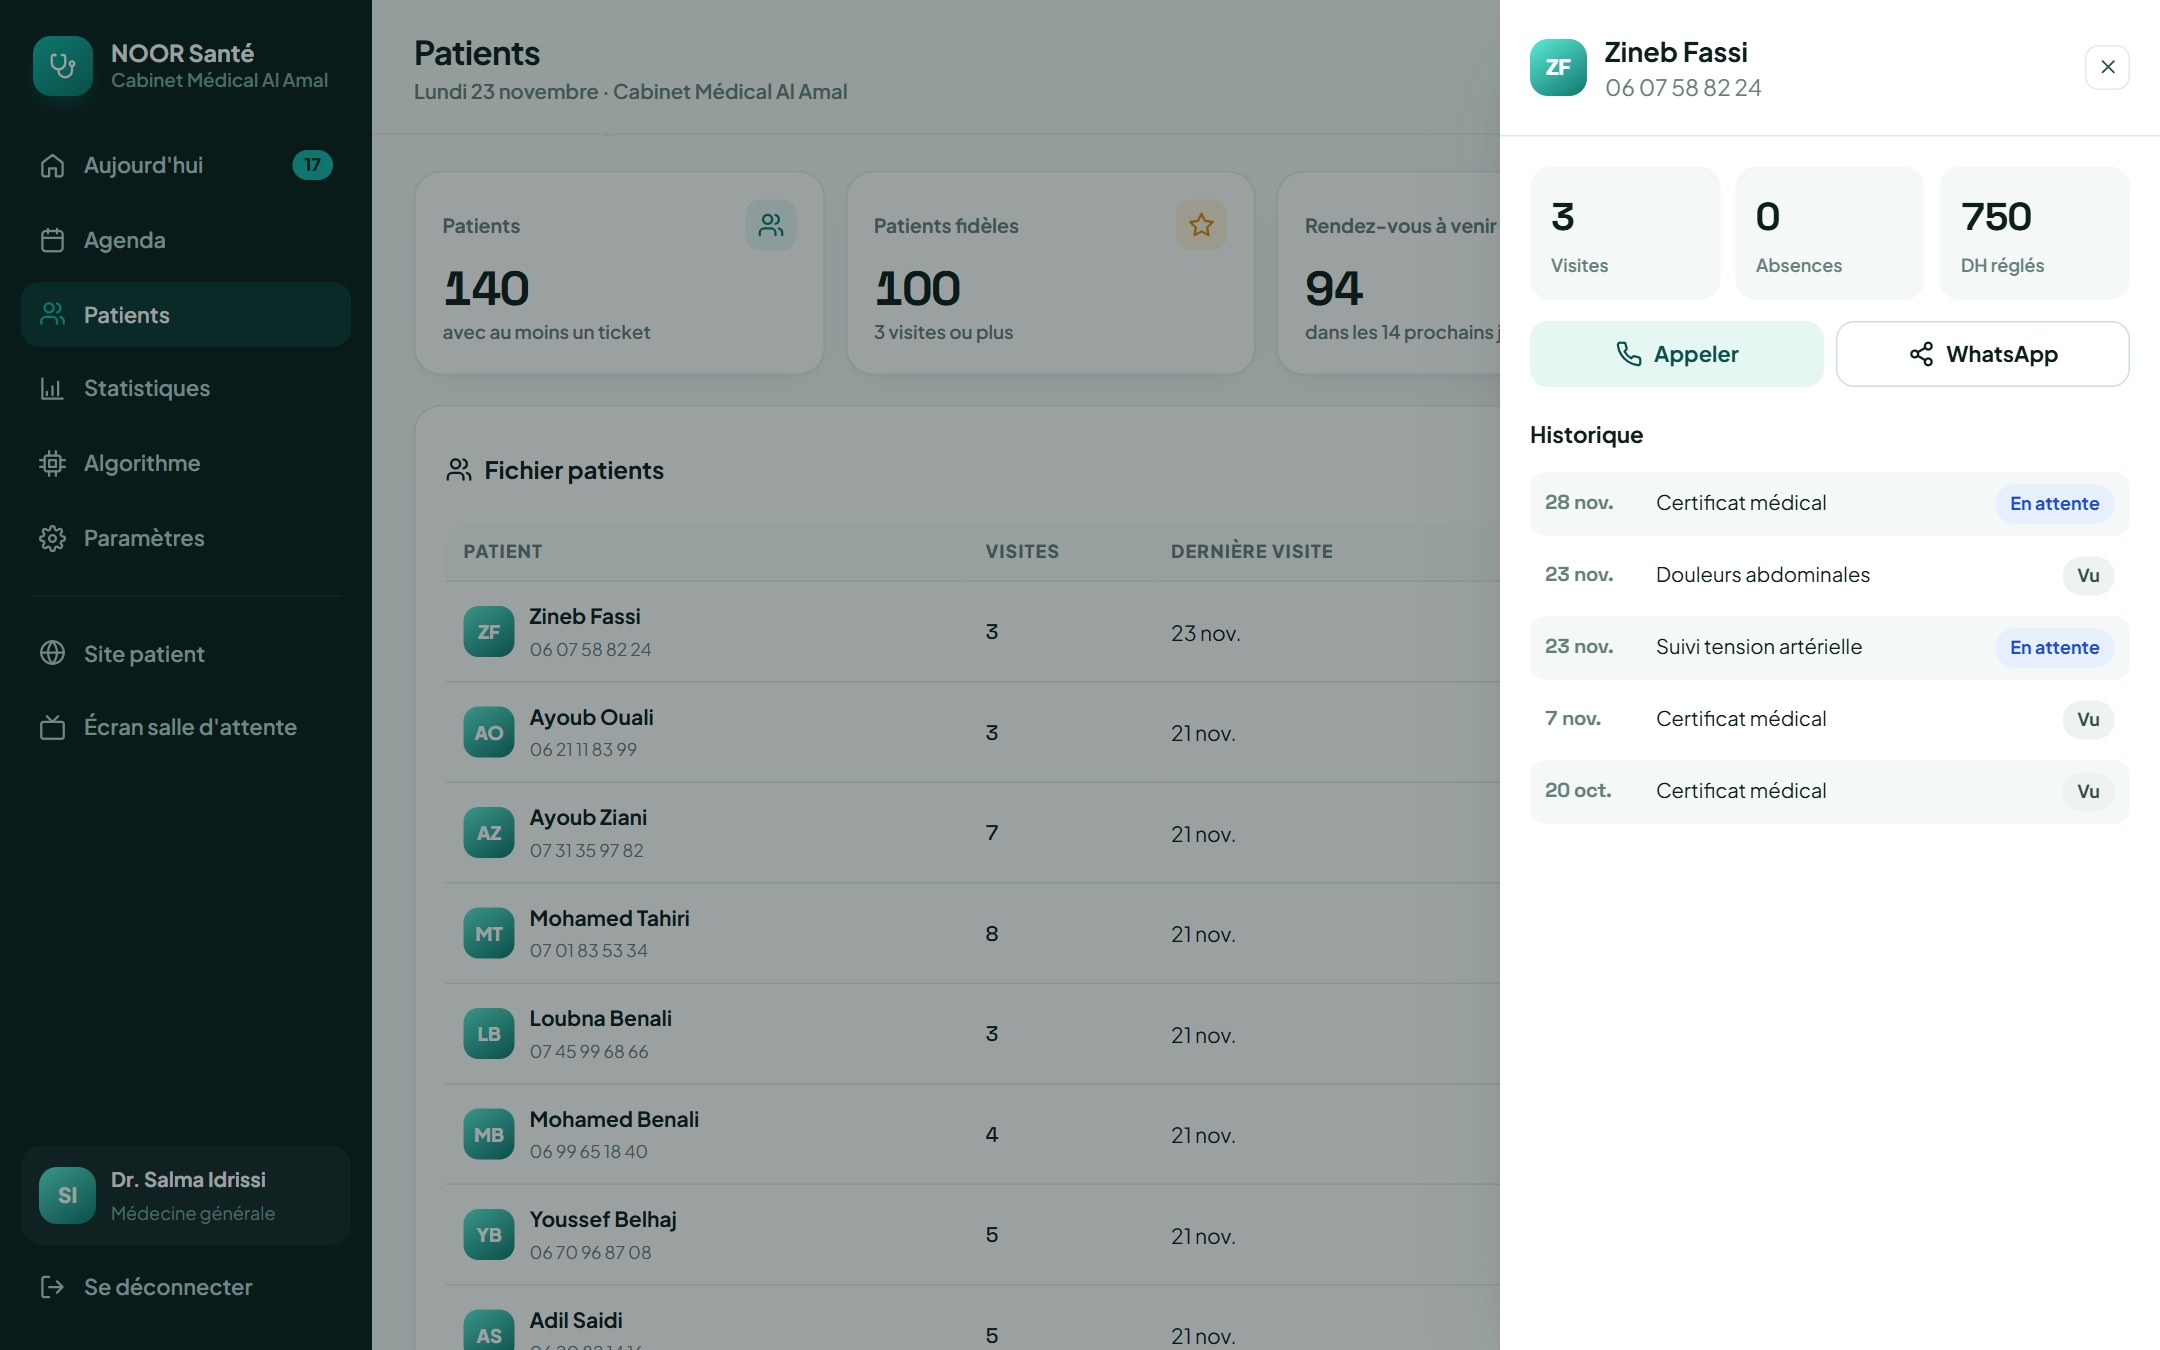 NOOR Santé
Cabinet Médical Al Amal
Aujourd'hui 17
Agenda
Patients
Statistiques
Algorithme
Paramètres
Site patient
Écran salle d'attente
SI
Dr. Salma Idrissi
Médecine générale
Se déconnecter
Patients
Lundi 23 novembre · Cabinet Médical Al Amal
Patients
140
avec au moins un ticket
Patients fidèles
100
3 visites ou plus
Rendez-vous à venir
94
dans les 14 prochains
Fichier patients
PATIENT VISITES DERNIÈRE VISITE
ZF Zineb Fassi 3 23 nov.
06 07 58 82 24
AO Ayoub Ouali 3 21 nov.
06 21 11 83 99
AZ Ayoub Ziani 7 21 nov.
07 31 35 97 82
MT Mohamed Tahiri 8 21 nov.
07 01 83 53 34
LB Loubna Benali 3 21 nov.
07 45 99 68 66
MB Mohamed Benali 4 21 nov.
06 99 65 18 40
YB Youssef Belhaj 5 21 nov.
06 70 96 87 08
AS Adil Saidi 5 21 nov.
ZF
Zineb Fassi
06 07 58 82 24
3
Visites
0
Absences
750
DH réglés
Appeler
WhatsApp
Historique
28 nov. Certificat médical En attente
23 nov. Douleurs abdominales Vu
23 nov. Suivi tension artérielle En attente
7 nov. Certificat médical Vu
20 oct. Certificat médical Vu